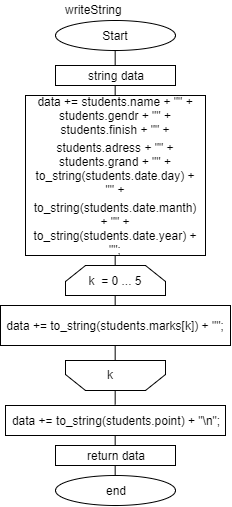 writeString
Start
string data
data += students.name + "" +
students.gendr + "" +
students.finish + "" +
students.adress + "" +
students.grand + "" +
to_string(students.date.day) +
"" +
to_string(students.date.manth)
+ "" +
to_string(students.date.year) +
"";
k = 0 ... 5
data += to_string(students.marks[k]) + "";
k
data += to_string(students.point) + "\n";
return data
end